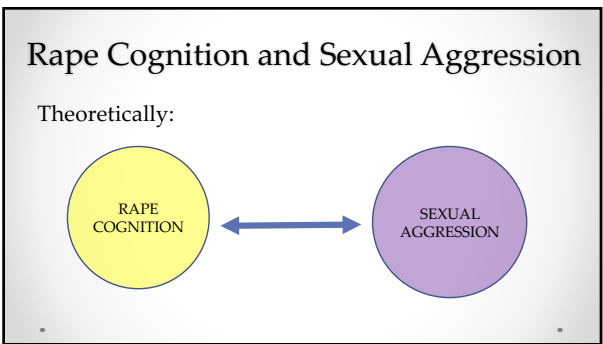 Rape Cognition and Sexual Aggression
Theoretically:
RAPE
COGNITION
SEXUAL
AGGRESSION